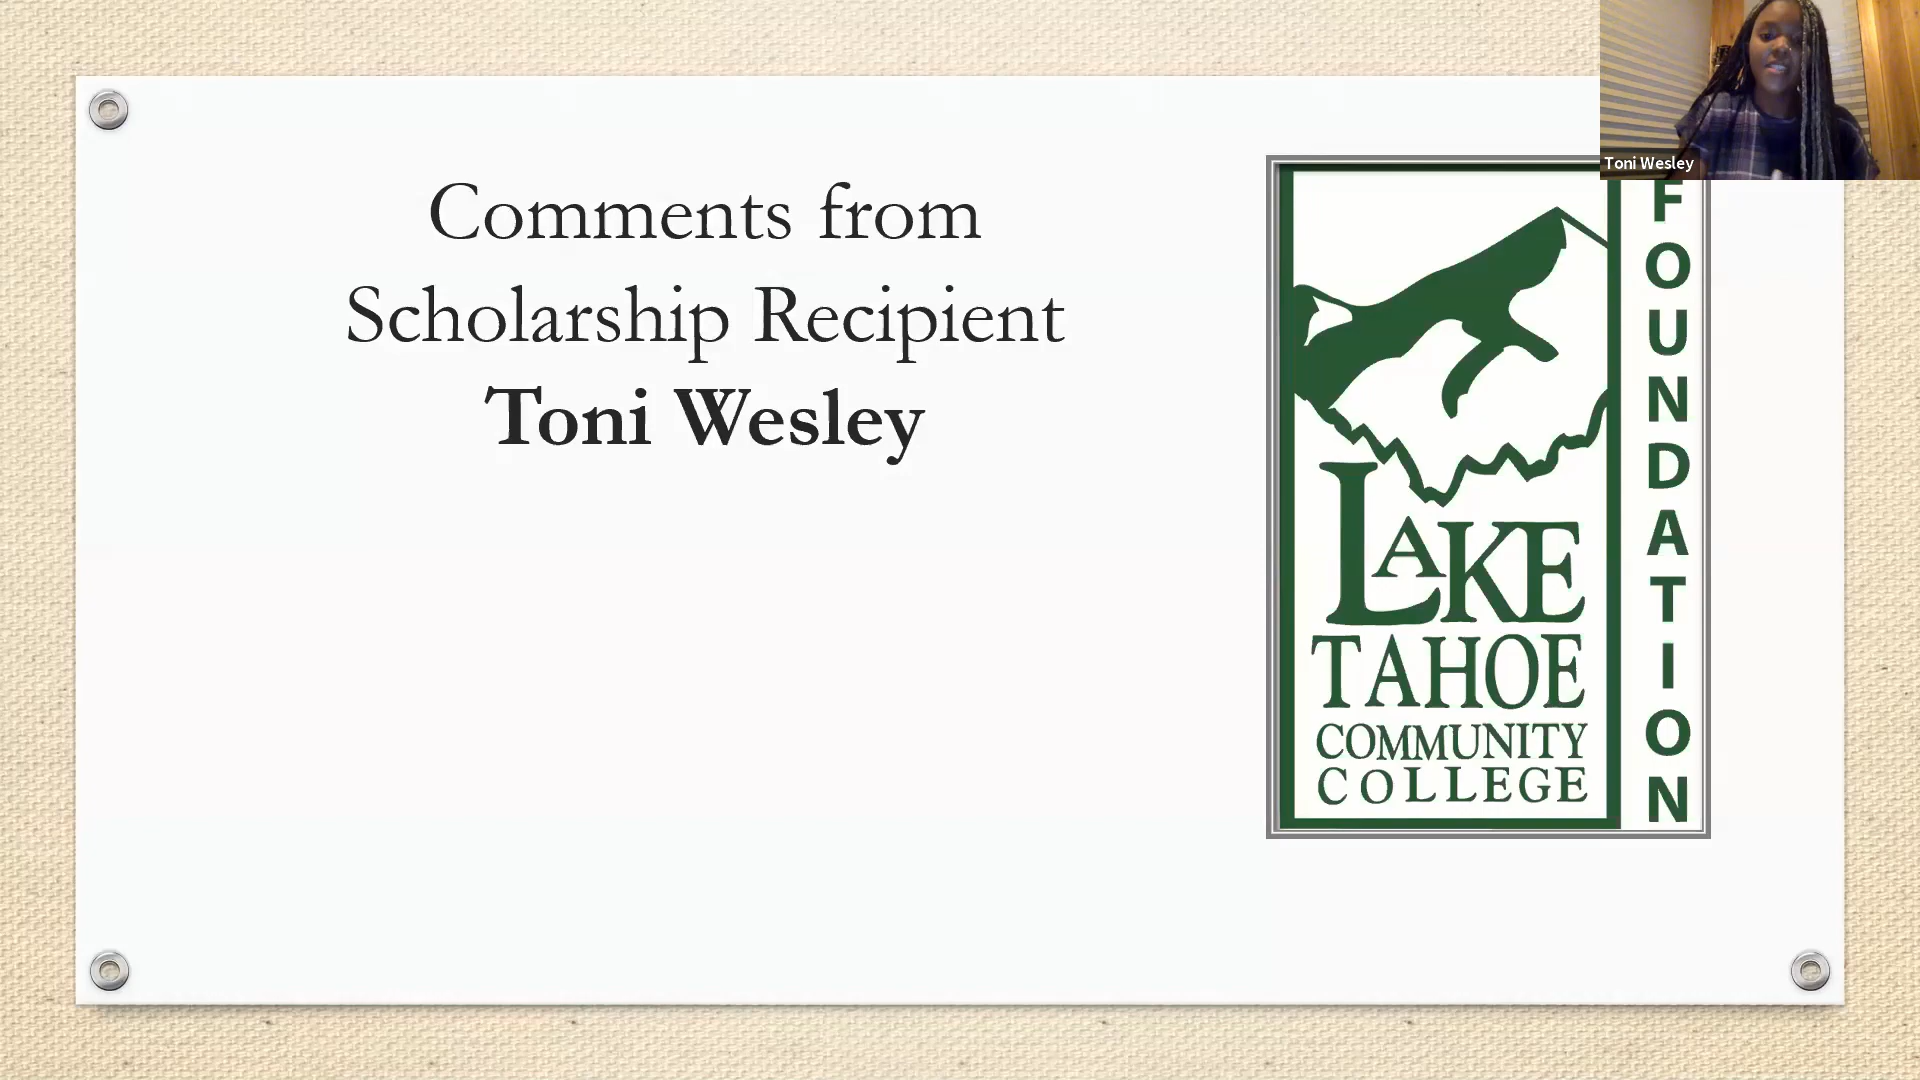 Comments from
Scholarship Recipient
Toni Wesley
Toni Wesley
LAKE
TAHOE
COMMUNITY
COLLEGE
FOUNDATION